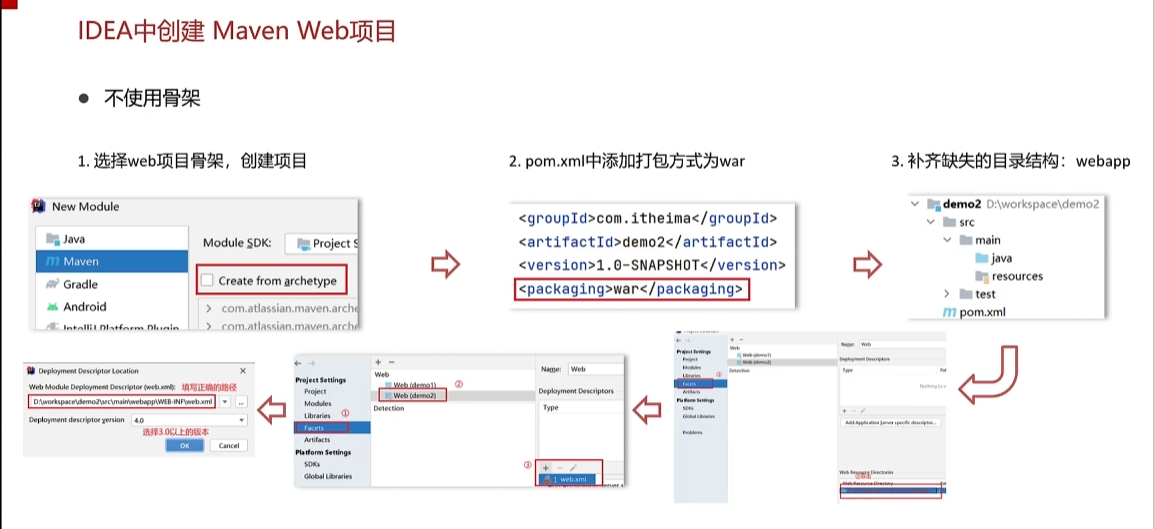 IDEA中创建 Maven Web项目
● 不使用骨架
1. 选择web项目骨架，创建项目
2. pom.xml中添加打包方式为war
3. 补齐缺失的目录结构：webapp
New Module
Java
Maven
Gradle
Android
IntelliJ Platform Plugin
Module SDK:
Project S
Create from archetype
com.atlassian.maven.arche
com.atlassian.maven.arche
<groupId>com.itheima</groupId>
<artifactId>demo2</artifactId>
<version>1.0-SNAPSHOT</version>
<packaging>war</packaging>
demo2 D:\workspace\demo2
src
main
java
resources
test
pom.xml
Deployment Descriptor Location
Web Module Deployment Descriptor (web.xml): 填写正确的路径
D:\workspace\demo2\src\main\webapp\WEB-INF\web.xml
Deployment descriptor version 4.0
选择3.0以上的版本
OK Cancel
Project Settings
Project
Modules
Libraries ①
Facets
Artifacts
Platform Settings
SDKs
Global Libraries
Web
Web (demo1) ②
Web (demo2)
Detection
Name: Web
Deployment Descriptors
Type
③
1 web.xml
Project Settings
Project
Modules
Libraries ①
Facets
Artifacts
Platform Settings
SDKs
Global Libraries
Problems
Web
Web (demo1)
Web (demo2)
Detection
Name: Web
Deployment Descriptors
Type
Add Application Server specific descriptor...
Web Resource Directories
Web Resource Directory